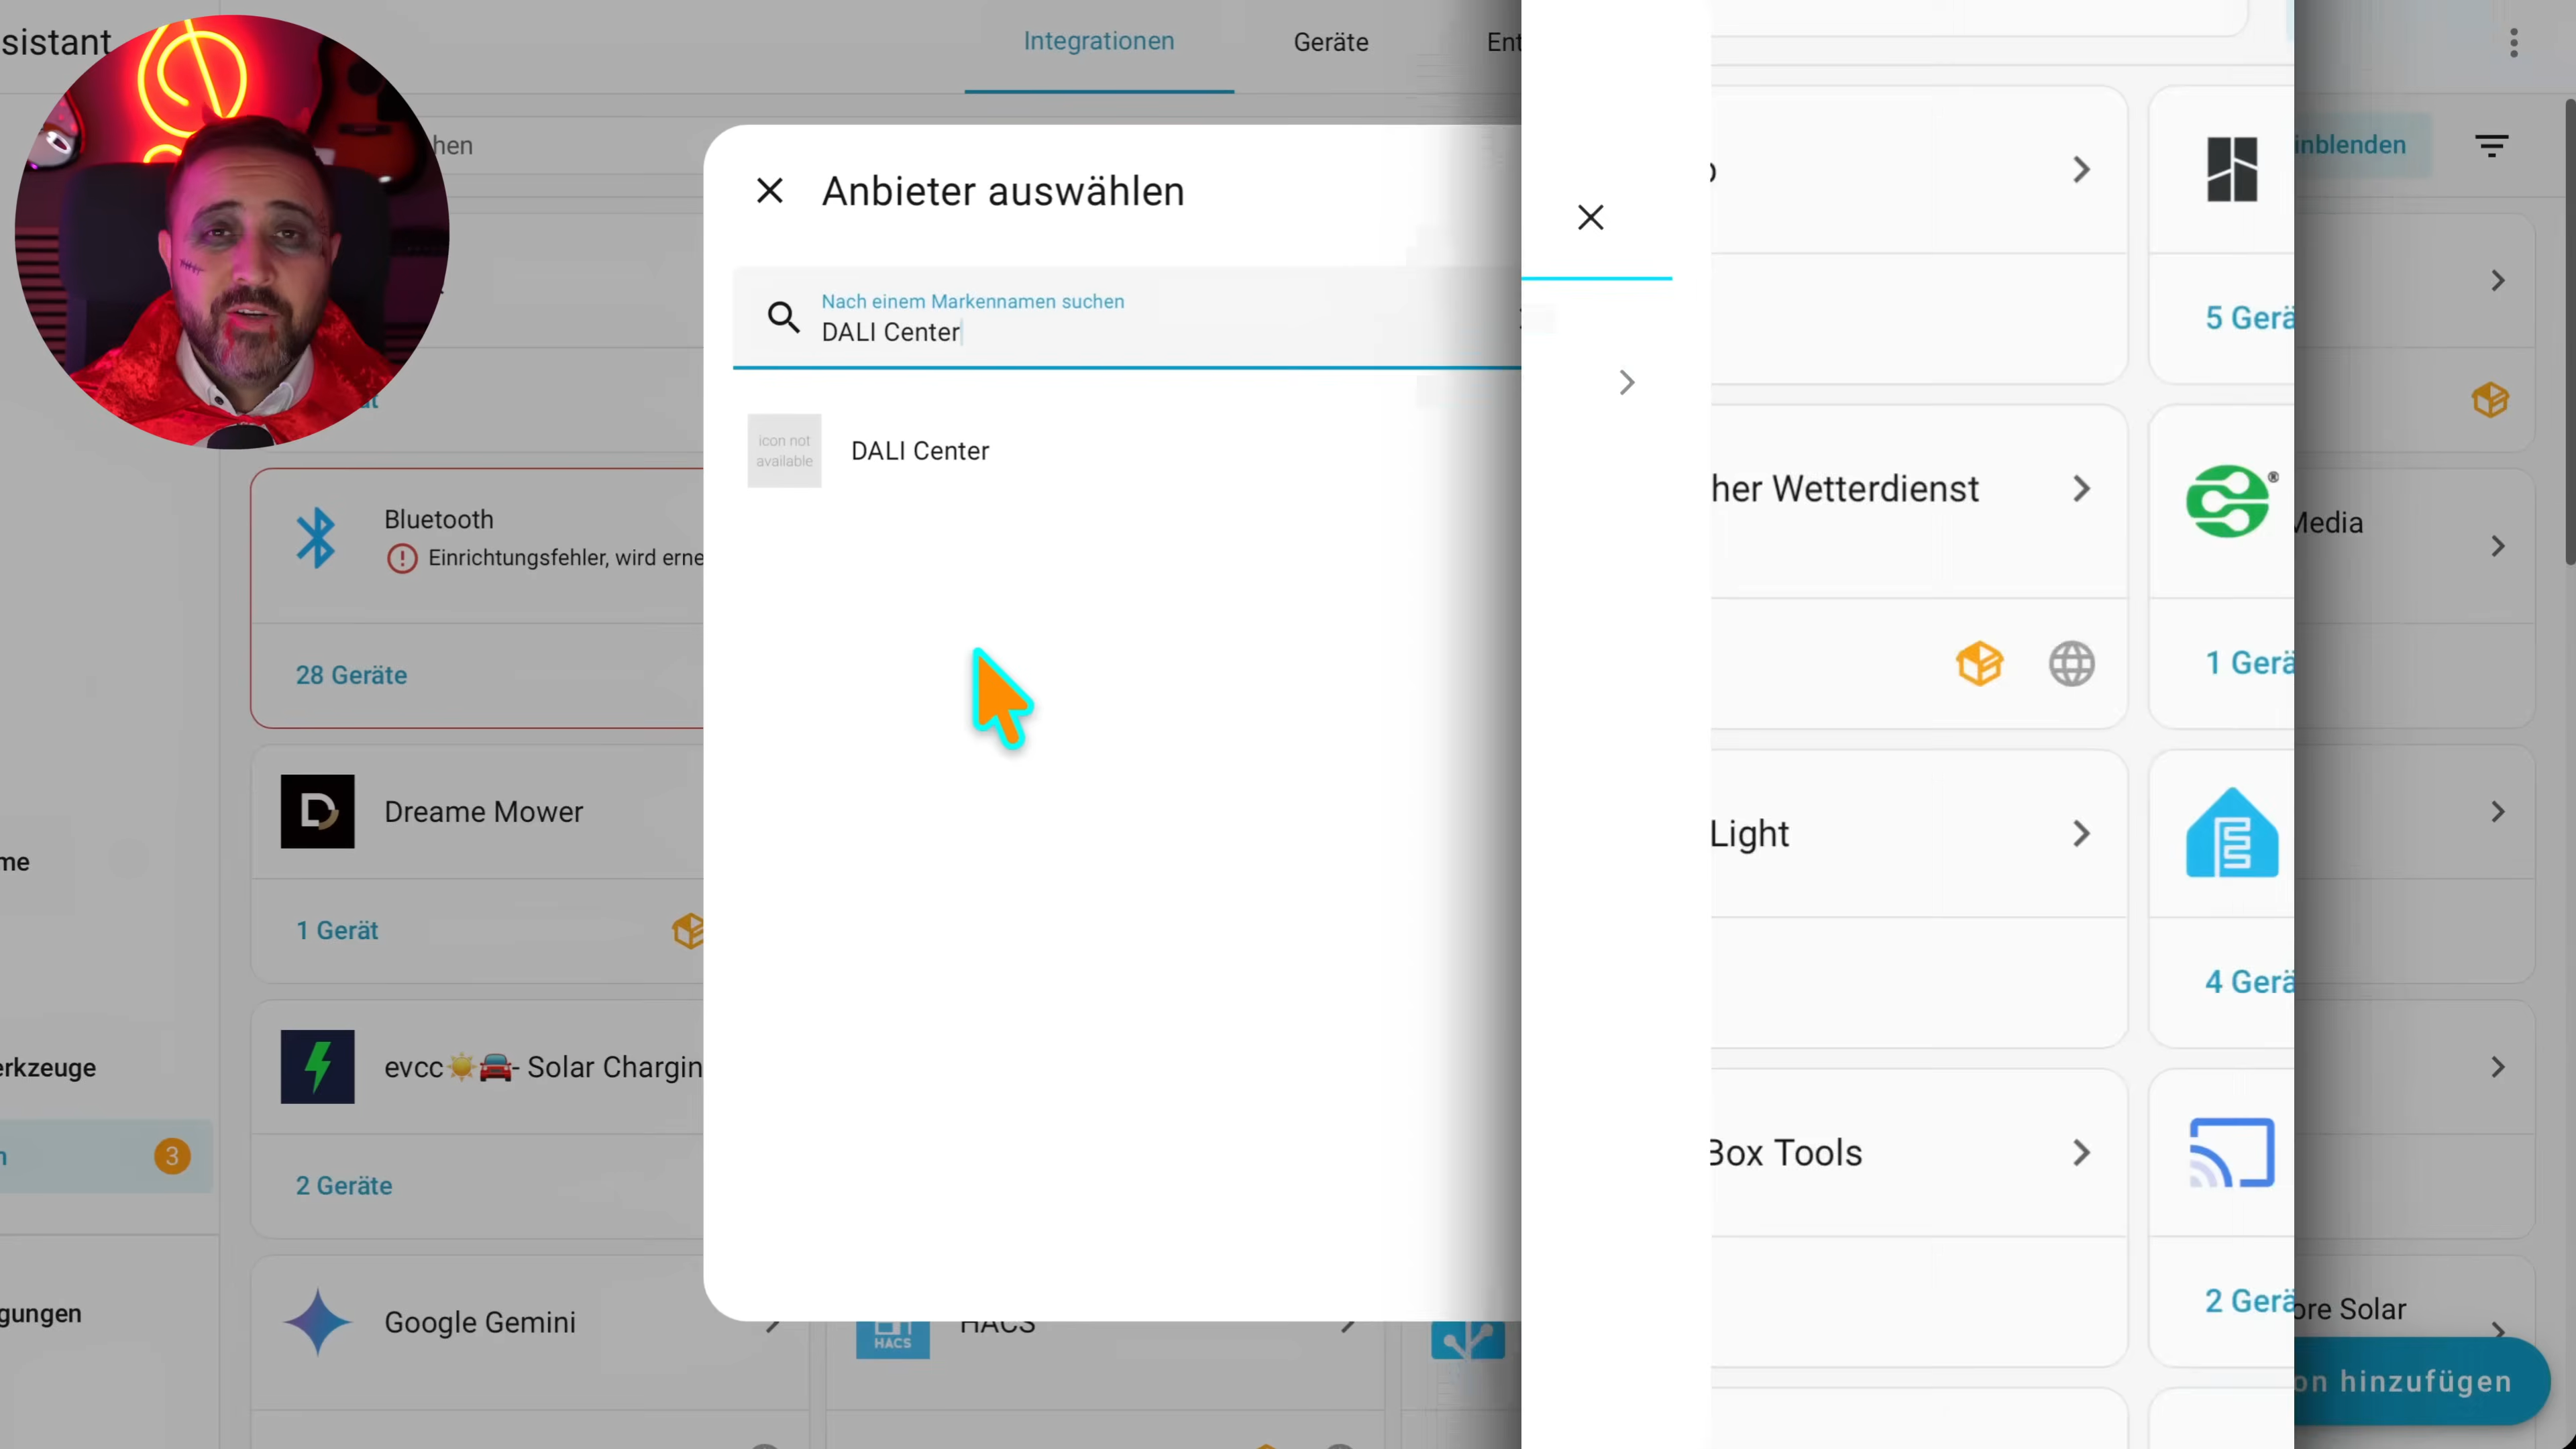 sistant
Integrationen
Geräte
Ent
hen
inblenden
Anbieter auswählen
Nach einem Markennamen suchen
DALI Center
icon not
available
DALI Center
5 Gerä
Bluetooth
Einrichtungsfehler, wird erne
28 Geräte
her Wetterdienst
Media
1 Gerä
Dreame Mower
1 Gerät
Light
4 Gerä
me
erkzeuge
evcc☀️🚘- Solar Chargin
2 Geräte
3
n
Box Tools
2 Gerä
gungen
Google Gemini
HACS
HACS
ore Solar
on hinzufügen